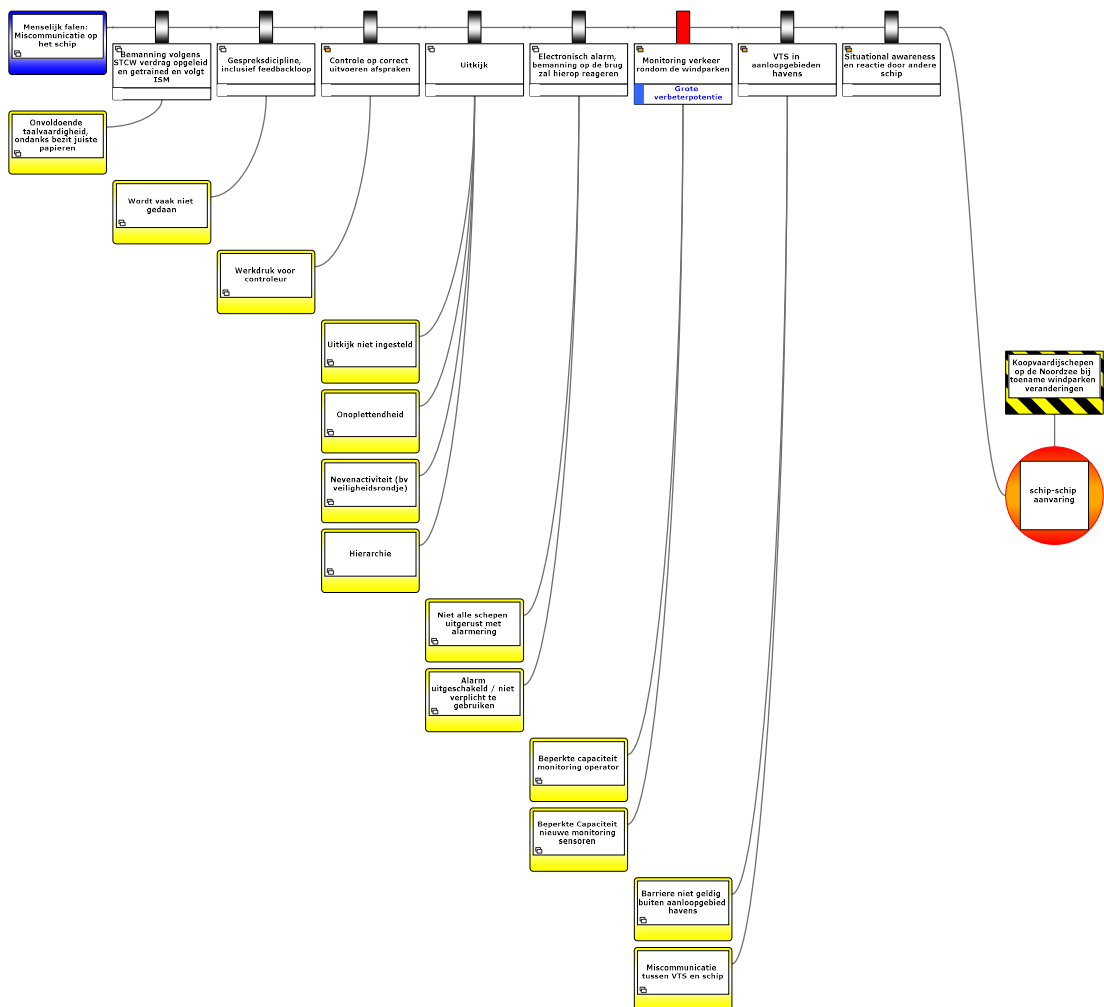 Menselijk falen:
Miscommunicatie op
het schip
Bemanning volgens
STCW verdrag opgeleid
en getrained en volgt
ISM
Gespreksdicipline,
inclusief feedbackloop
Controle op correct
uitvoeren afspraken
Uitkijk
Electronisch alarm,
bemanning op de brug
zal hierop reageren
Monitoring verkeer
rondom de windparken
Grote
verbeterpotentie
VTS in
aanloopgebieden
havens
Situational awareness
en reactie door andere
schip
Onvoldoende
taalvaardigheid,
ondanks bezit juiste
papieren
Wordt vaak niet
gedaan
Werkdruk voor
controleur
Uitkijk niet ingesteld
Onoplettendheid
Nevenactiviteit (bv
veiligheidsrondje)
Hierarchie
Niet alle schepen
uitgerust met
alarmering
Alarm
uitgeschakeld / niet
verplicht te
gebruiken
Beperkte capaciteit
monitoring operator
Beperkte Capaciteit
nieuwe monitoring
sensoren
Barriere niet geldig
buiten aanloopgebied
havens
Miscommunicatie
tussen VTS en schip
Koopvaardijschepen
op de Noordzee bij
toename windparken
veranderingen
schip-schip
aanvaring